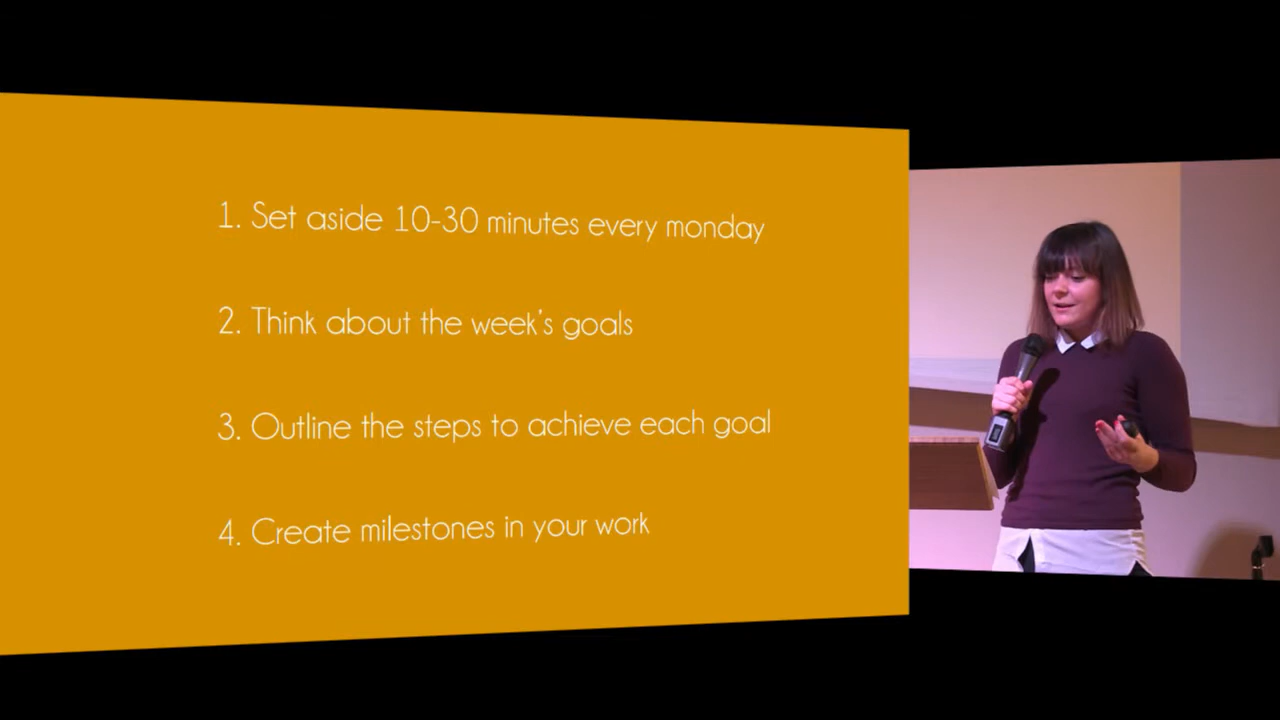 1. Set aside 10-30 minutes every monday
2. Think about the week's goals
3. Outline the steps to achieve each goal
4. Create milestones in your work